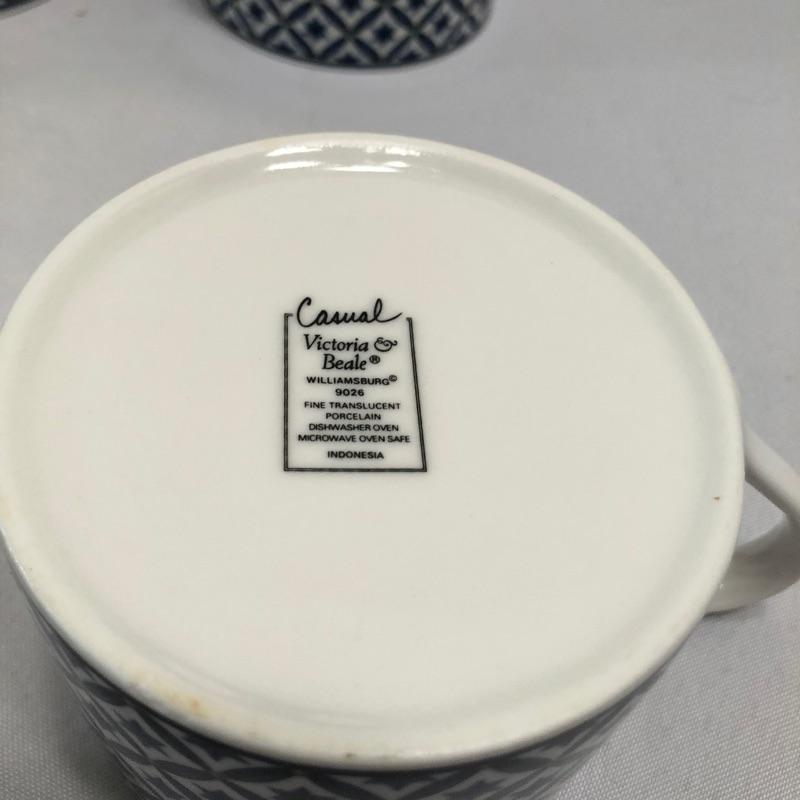 Casual
Victoria &
Beale®
WILLIAMSBURG©
9026
FINE TRANSLUCENT
PORCELAIN
DISHWASHER OVEN
MICROWAVE OVEN SAFE
INDONESIA